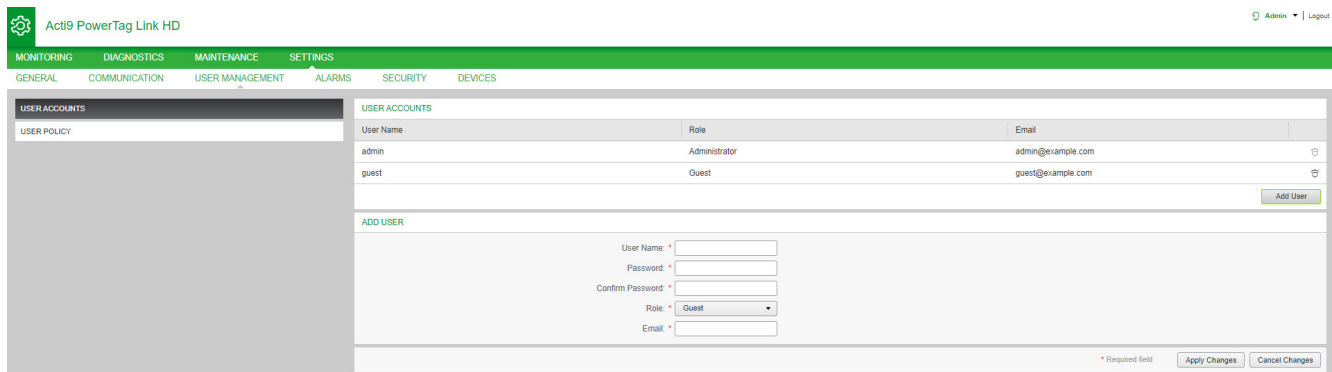 Acti9 PowerTag Link HD
Admin | Logout
MONITORING DIAGNOSTICS MAINTENANCE SETTINGS
GENERAL COMMUNICATION USER MANAGEMENT ALARMS SECURITY DEVICES
USER ACCOUNTS
USER POLICY
USER ACCOUNTS
User Name Role Email
admin Administrator admin@example.com
guest Guest guest@example.com
Add User
ADD USER
User Name: *
Password: *
Confirm Password: *
Role: * Guest
Email: *
* Required field Apply Changes Cancel Changes